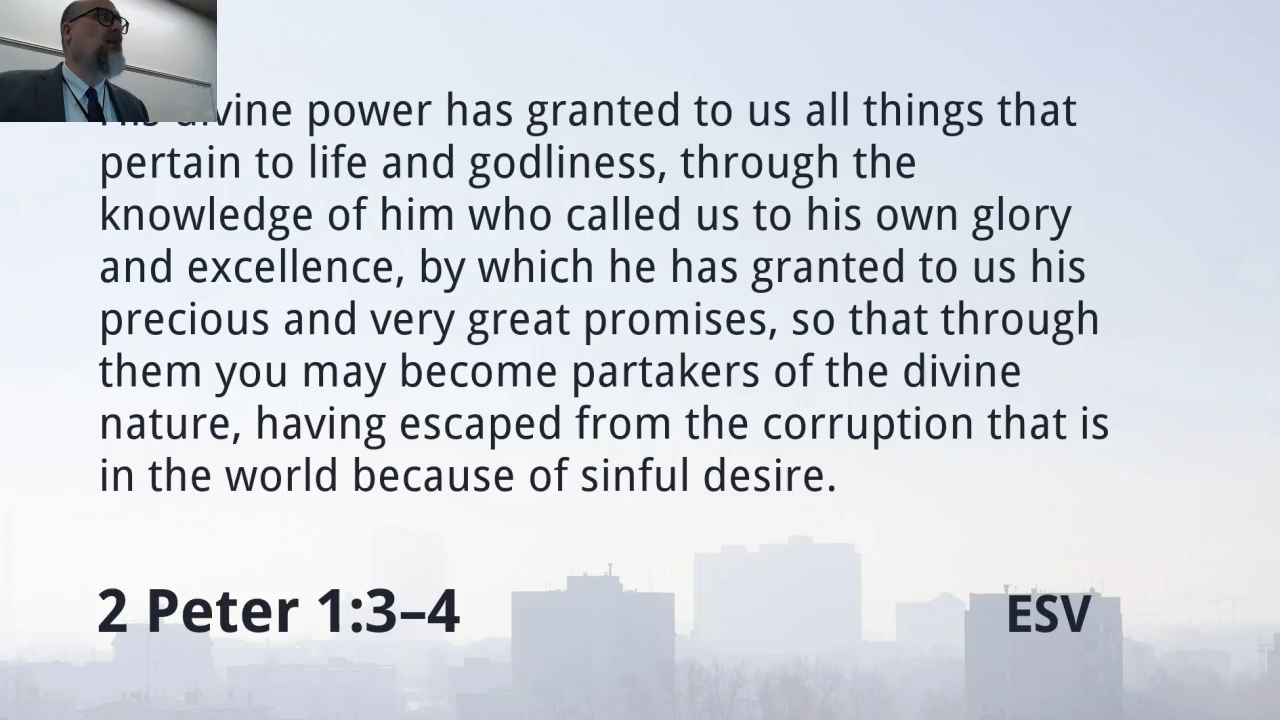 His divine power has granted to us all things that
pertain to life and godliness, through the
knowledge of him who called us to his own glory
and excellence, by which he has granted to us his
precious and very great promises, so that through
them you may become partakers of the divine
nature, having escaped from the corruption that is
in the world because of sinful desire.
2 Peter 1:3–4
ESV